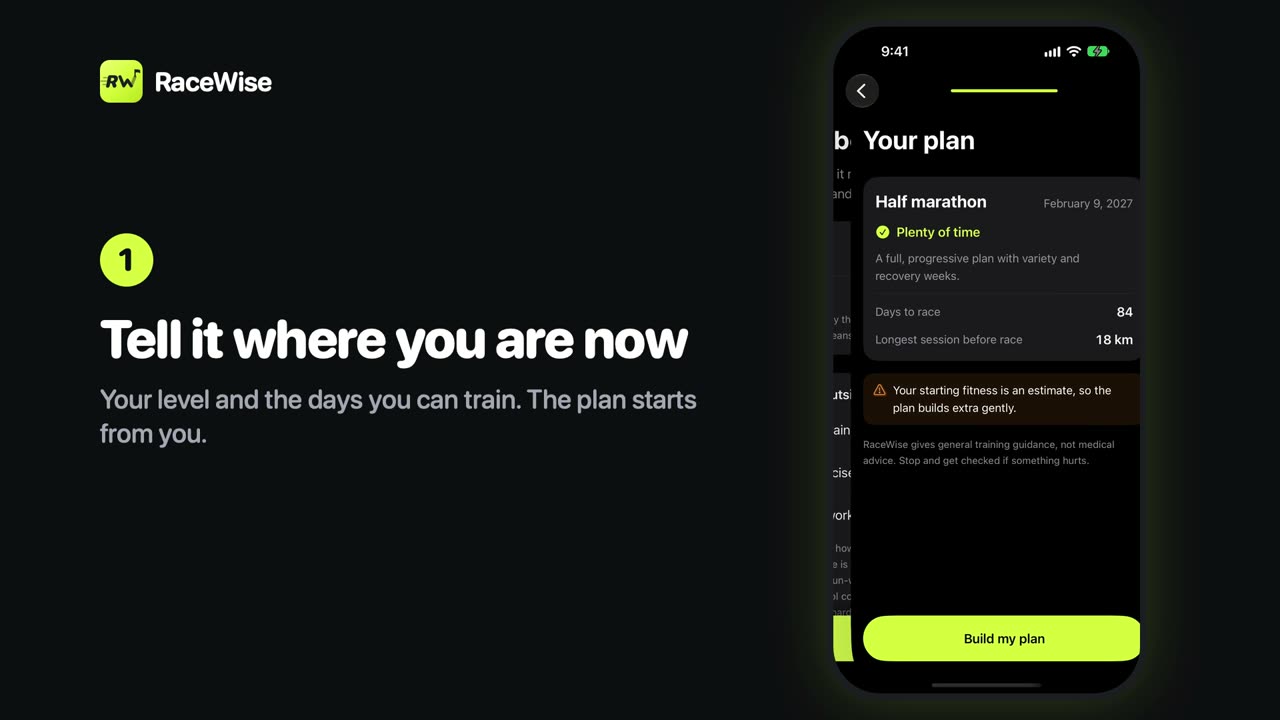 RW
RaceWise
1
Tell it where you are now
Your level and the days you can train. The plan starts
from you.
9:41
Your plan
Half marathon
February 9, 2027
Plenty of time
A full, progressive plan with variety and
recovery weeks.
Days to race
84
Longest session before race
18 km
Your starting fitness is an estimate, so the
plan builds extra gently.
RaceWise gives general training guidance, not medical
advice. Stop and get checked if something hurts.
Build my plan